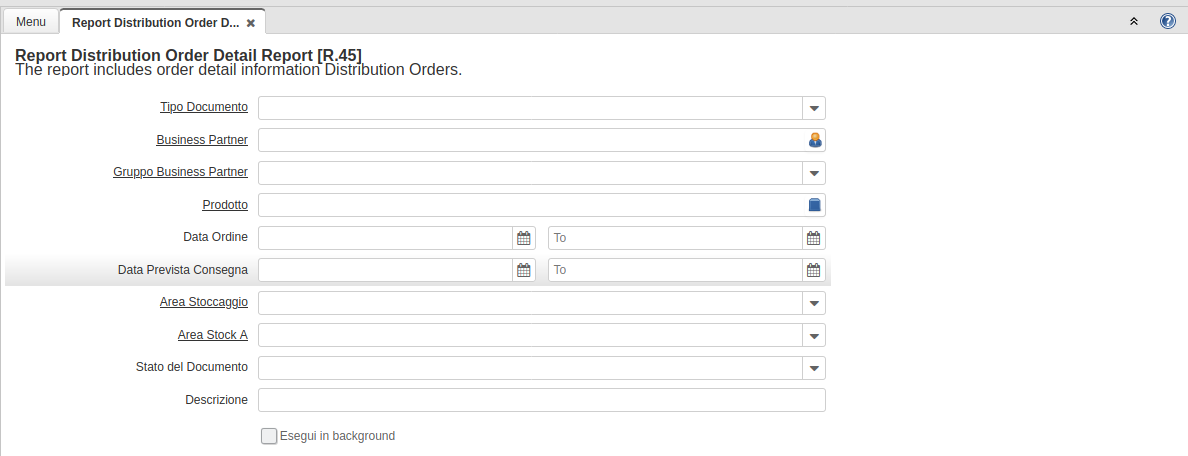 Menu
Report Distribution Order D...
Report Distribution Order Detail Report [R.45]
The report includes order detail information Distribution Orders.
Tipo Documento
Business Partner
Gruppo Business Partner
Prodotto
Data Ordine To
Data Prevista Consegna To
Area Stoccaggio
Area Stock A
Stato del Documento
Descrizione
Esegui in background